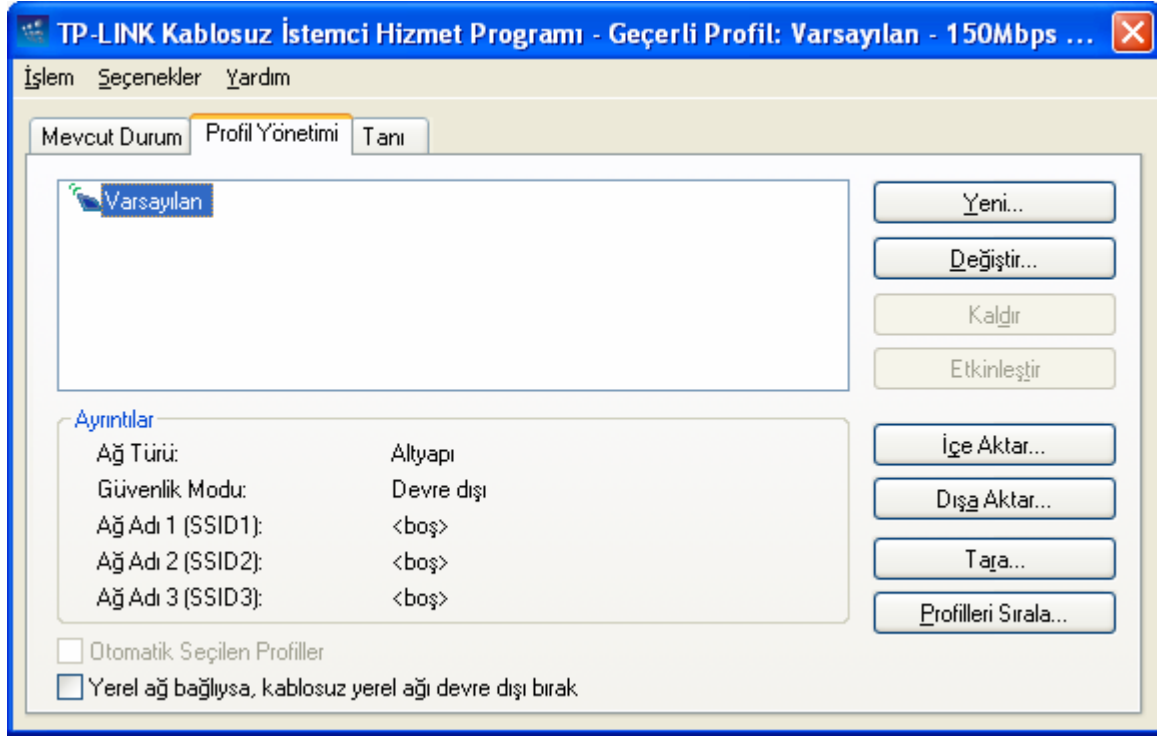 TP-LINK Kablosuz İstemci Hizmet Programı - Geçerli Profil: Varsayılan - 150Mbps ...
İşlem Seçenekler Yardım
Mevcut Durum Profil Yönetimi Tanı
Varsayılan
Yeni...
Değiştir...
Kaldır
Etkinleştir
Ayrıntılar
Ağ Türü: Altyapı
Güvenlik Modu: Devre dışı
Ağ Adı 1 (SSID1): <boş>
Ağ Adı 2 (SSID2): <boş>
Ağ Adı 3 (SSID3): <boş>
İçe Aktar...
Dışa Aktar...
Tara...
Profilleri Sırala...
Otomatik Seçilen Profiller
Yerel ağ bağlıysa, kablosuz yerel ağı devre dışı bırak